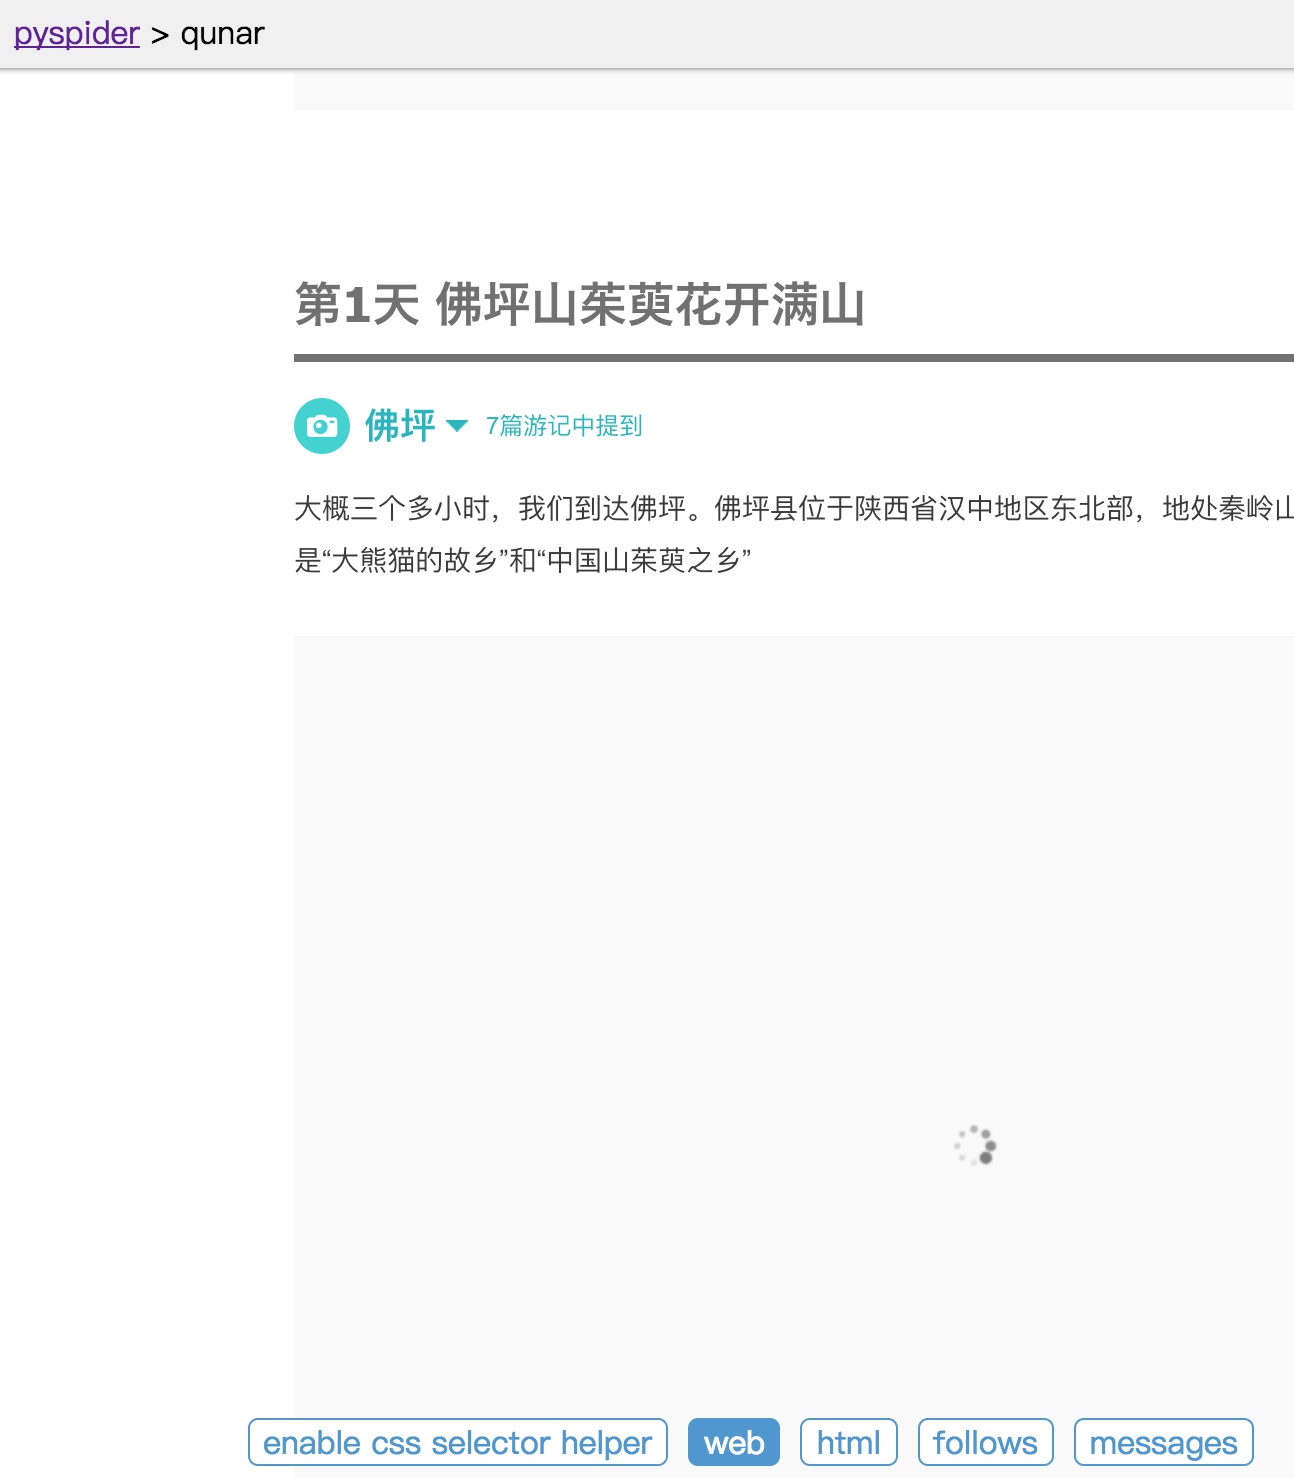 pyspider > qunar
第1天 佛坪山茱萸花开满山
佛坪 7篇游记中提到
大概三个多小时，我们到达佛坪。佛坪县位于陕西省汉中地区东北部，地处秦岭山
是“大熊猫的故乡”和“中国山茱萸之乡”
enable css selector helper web html follows messages